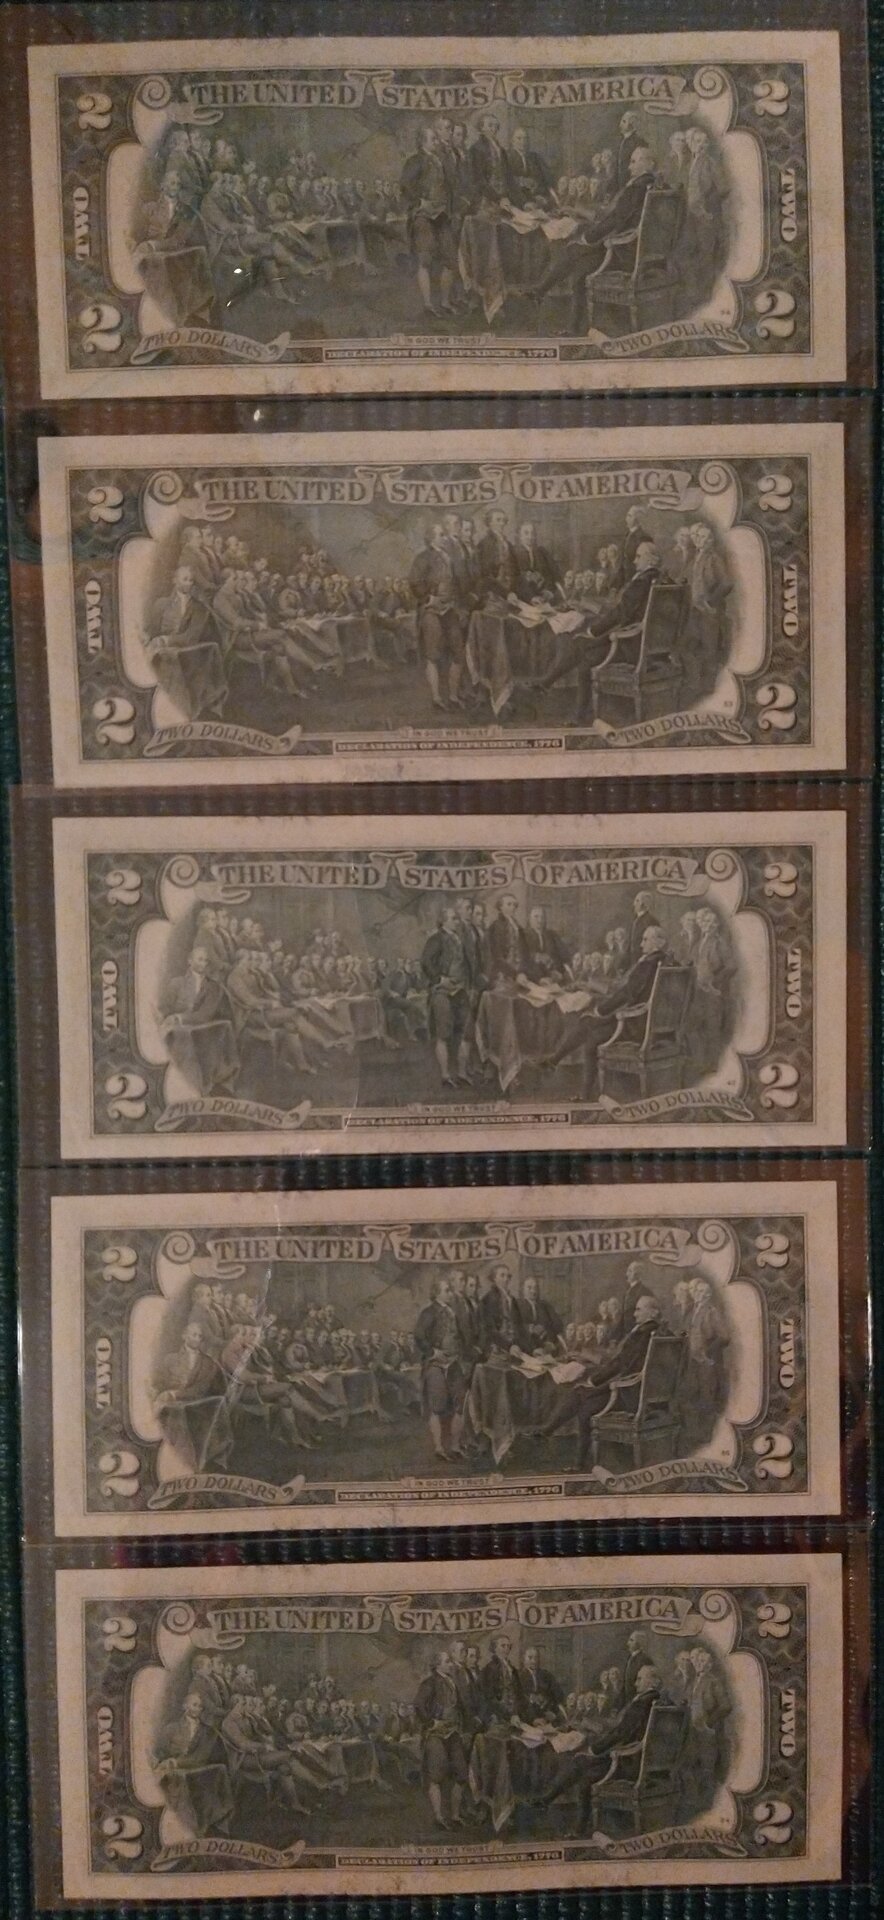 2 THE UNITED STATES OF AMERICA 2
TWO TWO
2 TWO DOLLARS IN GOD WE TRUST TWO DOLLARS 2
DECLARATION OF INDEPENDENCE, 1776
2 THE UNITED STATES OF AMERICA 2
TWO TWO
2 TWO DOLLARS IN GOD WE TRUST TWO DOLLARS 2
DECLARATION OF INDEPENDENCE, 1776
2 THE UNITED STATES OF AMERICA 2
TWO TWO
2 TWO DOLLARS IN GOD WE TRUST TWO DOLLARS 2
DECLARATION OF INDEPENDENCE, 1776
2 THE UNITED STATES OF AMERICA 2
TWO TWO
2 TWO DOLLARS IN GOD WE TRUST TWO DOLLARS 2
DECLARATION OF INDEPENDENCE, 1776
2 THE UNITED STATES OF AMERICA 2
TWO TWO
2 TWO DOLLARS IN GOD WE TRUST TWO DOLLARS 2
DECLARATION OF INDEPENDENCE, 1776